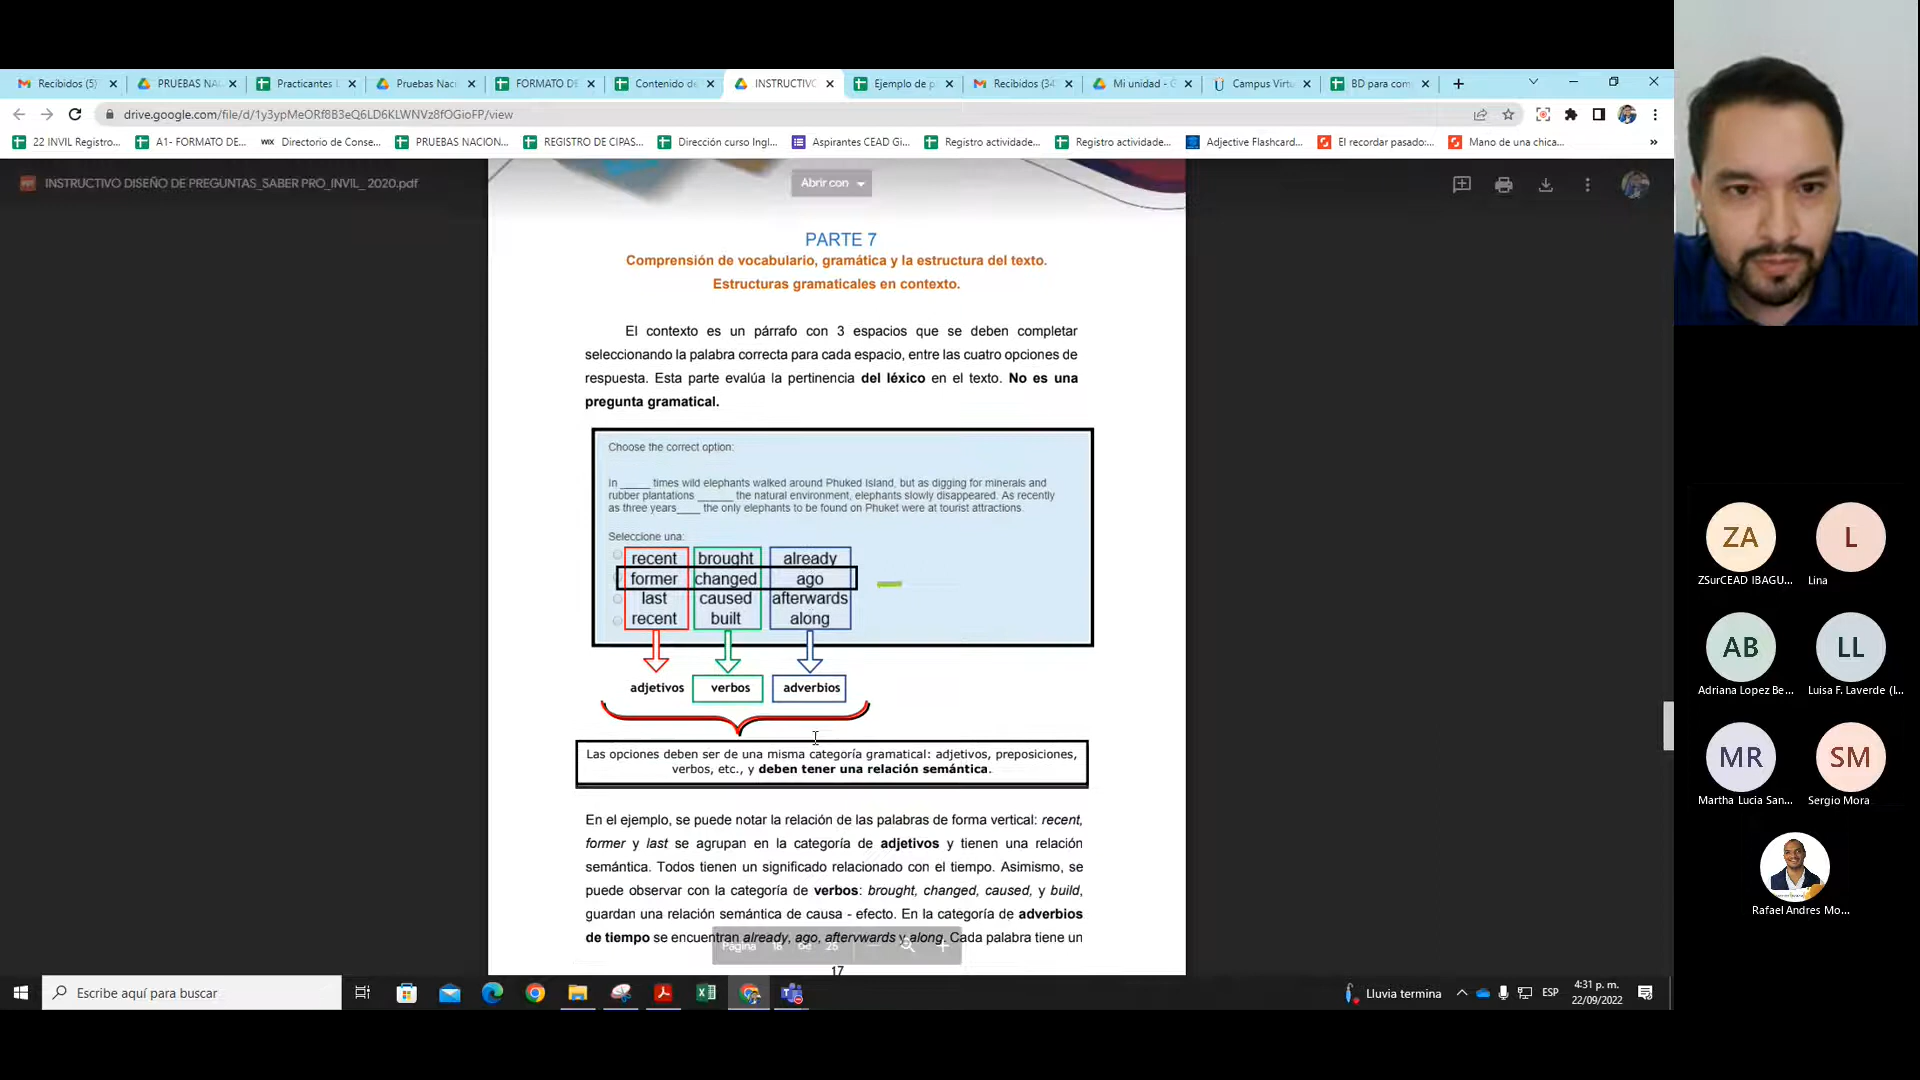 Recibidos (5)
PRUEBAS NA
Practicantes
Pruebas Naci
FORMATO D
Contenido de
INSTRUCTIVO
Ejemplo de p
Recibidos (34
Mi unidad - G
Campus Virtu
BD para com
drive.google.com/file/d/1y3ypMeORf8B3eQ6LD6KLWNVz8fOGioFP/view
22 INVIL Registro...
A1- FORMATO DE...
WIX Directorio de Conse...
PRUEBAS NACION...
REGISTRO DE CIPAS...
Dirección curso Ingl...
Aspirantes CEAD Gi...
Registro actividade...
Registro actividade...
Adjective Flashcard...
El recordar pasado:...
Mano de una chica...
INSTRUCTIVO DISEÑO DE PREGUNTAS_SABER PRO_INVIL_ 2020.pdf
Abrir con
PARTE 7
Comprensión de vocabulario, gramática y la estructura del texto.
Estructuras gramaticales en contexto.
El contexto es un párrafo con 3 espacios que se deben completar
seleccionando la palabra correcta para cada espacio, entre las cuatro opciones de
respuesta. Esta parte evalúa la pertinencia del léxico en el texto. No es una
pregunta gramatical.
Choose the correct option:
In _____ times wild elephants walked around Phuked Island, but as digging for minerals and
rubber plantations ______ the natural environment, elephants slowly disappeared. As recently
as three years____ the only elephants to be found on Phuket were at tourist attractions.
Seleccione una:
recent brought already
former changed ago
last caused afterwards
recent built along
adjetivos verbos adverbios
Las opciones deben ser de una misma categoría gramatical: adjetivos, preposiciones,
verbos, etc., y deben tener una relación semántica.
En el ejemplo, se puede notar la relación de las palabras de forma vertical: recent,
former y last se agrupan en la categoría de adjetivos y tienen una relación
semántica. Todos tienen un significado relacionado con el tiempo. Asimismo, se
puede observar con la categoría de verbos: brought, changed, caused, y build,
guardan una relación semántica de causa - efecto. En la categoría de adverbios
de tiempo se encuentran already, ago, aftervwards y along. Cada palabra tiene un
Página 18 de 25
17
ZA
ZSurCEAD IBAGU...
L
Lina
AB
Adriana Lopez Be...
LL
Luisa F. Laverde (I...
MR
Martha Lucia San...
SM
Sergio Mora
Rafael Andres Mo...
Escribe aquí para buscar
Lluvia termina
ESP
4:31 p. m.
22/09/2022